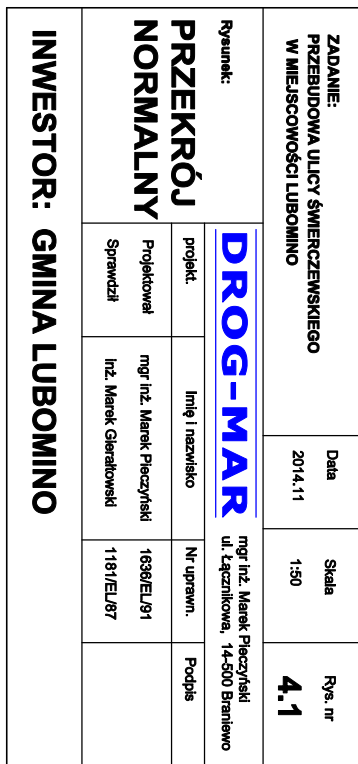 ZADANIE:
PRZEBUDOWA ULICY ŚWIERCZEWSKIEGO
W MIEJSCOWOŚCI LUBOMINO
Data
2014.11
Skala
1:50
Rys. nr
4.1
Rysunek:
PRZEKRÓJ
NORMALNY
DROG-MAR
mgr inż. Marek Pieczyński
ul. Łącznikowa, 14-500 Braniewo
projekt.
Imię i nazwisko
Nr uprawn.
Podpis
Projektował
mgr inż. Marek Pieczyński
1636/EL/91
Sprawdził
inż. Marek Gierałtowski
1181/EL/87
INWESTOR: GMINA LUBOMINO